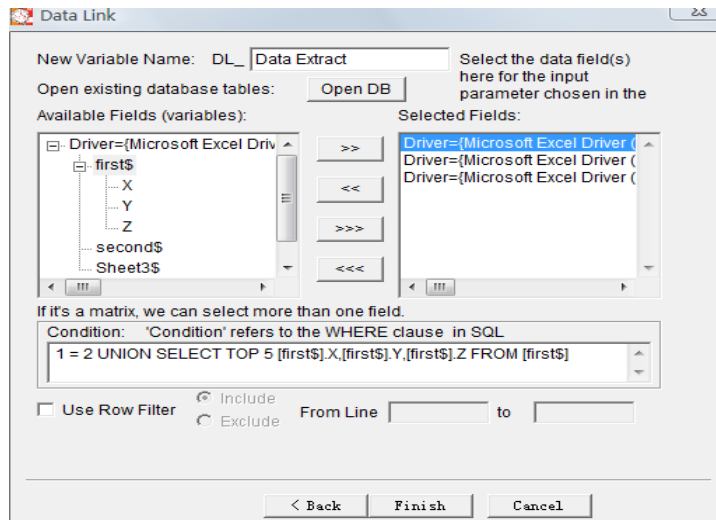 Data Link
New Variable Name: DL_ Data Extract
Select the data field(s)
here for the input
parameter chosen in the
Open existing database tables: Open DB
Available Fields (variables):
Selected Fields:
Driver={Microsoft Excel Driv
first$
X
Y
Z
second$
Sheet3$
>>
<<
>>>
<<<
Driver={Microsoft Excel Driver (
Driver={Microsoft Excel Driver (
Driver={Microsoft Excel Driver (
If it's a matrix, we can select more than one field.
Condition: 'Condition' refers to the WHERE clause in SQL
1 = 2 UNION SELECT TOP 5 [first$].X,[first$].Y,[first$].Z FROM [first$]
Use Row Filter
Include
Exclude
From Line to
< Back Finish Cancel